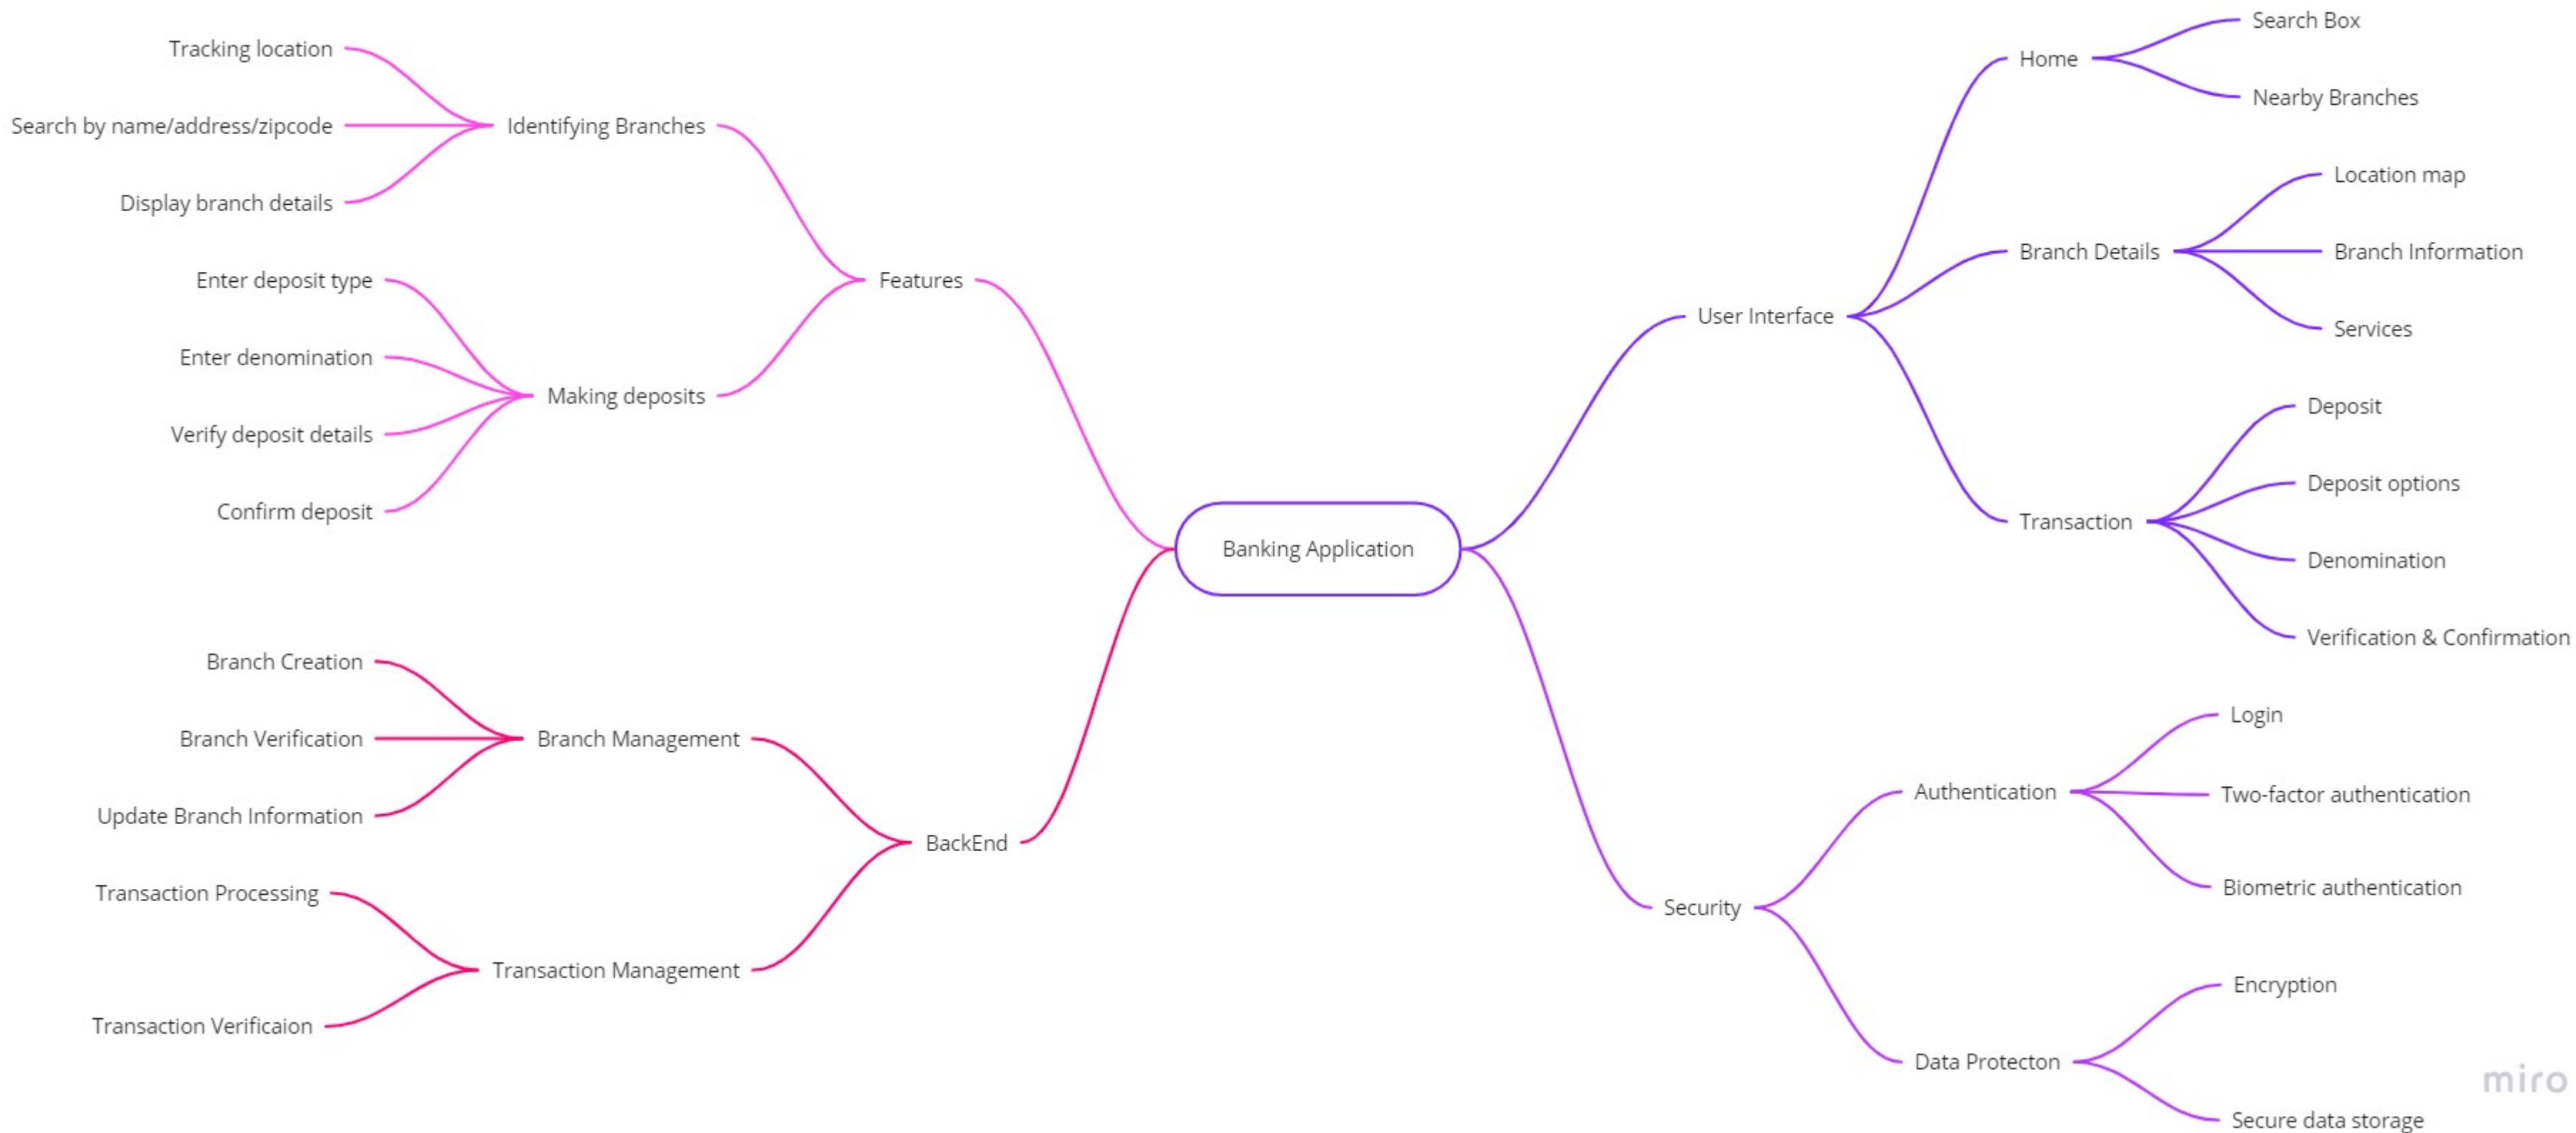 Tracking location
Search by name/address/zipcode
Display branch details
Identifying Branches
Enter deposit type
Enter denomination
Verify deposit details
Confirm deposit
Making deposits
Features
Branch Creation
Branch Verification
Update Branch Information
Branch Management
Transaction Processing
Transaction Verificaion
Transaction Management
BackEnd
Banking Application
User Interface
Home
Search Box
Nearby Branches
Branch Details
Location map
Branch Information
Services
Transaction
Deposit
Deposit options
Denomination
Verification & Confirmation
Security
Authentication
Login
Two-factor authentication
Biometric authentication
Data Protecton
Encryption
Secure data storage
miro